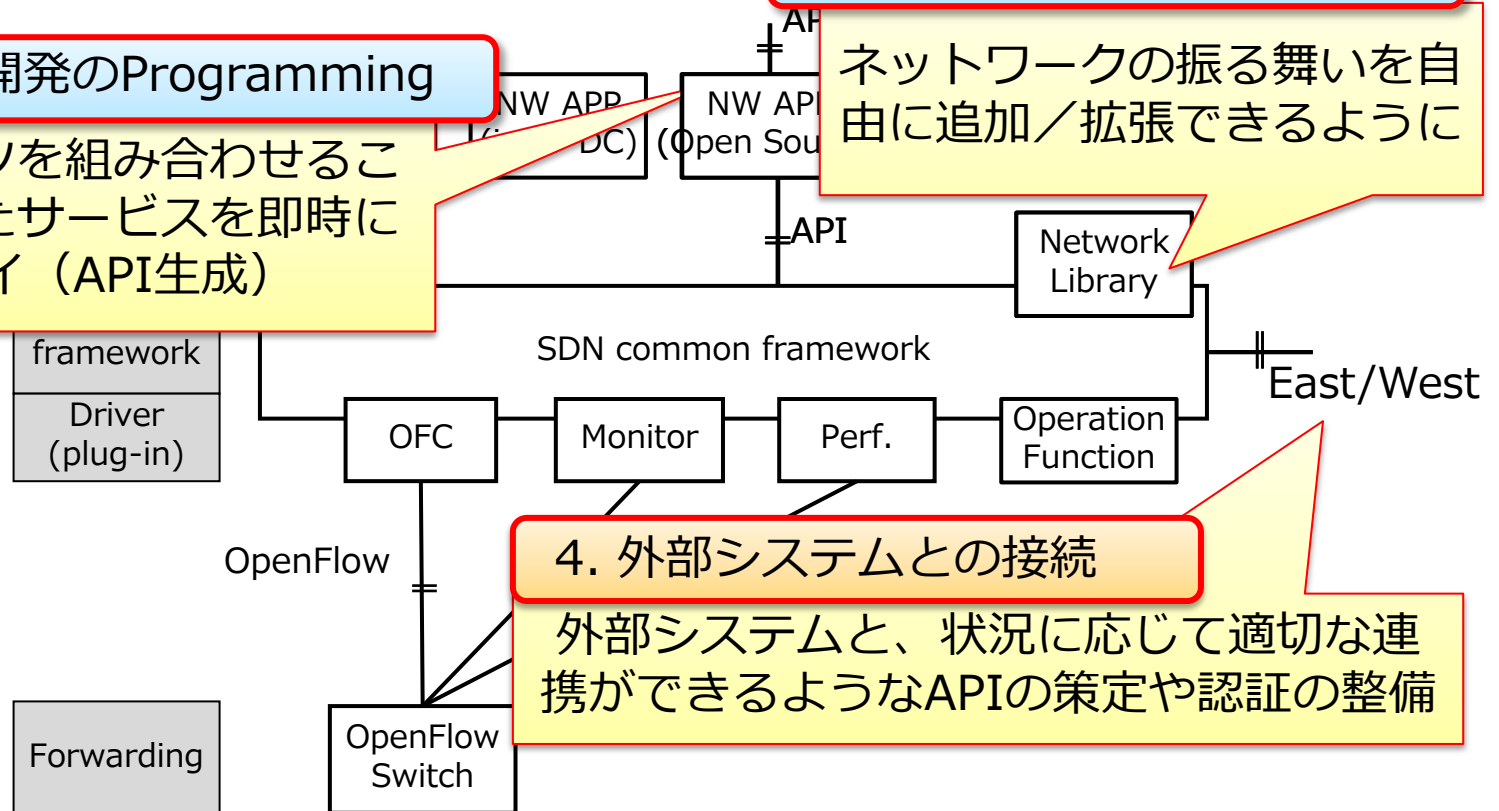 API
開発のProgramming
ネットワークの振る舞いを自
由に追加／拡張できるように
NW APP
DC)
NW API
(Open Sou
を組み合わせるこ
たサービスを即時に
イ（API生成）
API
Network
Library
framework
SDN common framework
East/West
Driver
(plug-in)
OFC
Monitor
Perf.
Operation
Function
OpenFlow
4. 外部システムとの接続
外部システムと、状況に応じて適切な連
携ができるようなAPIの策定や認証の整備
Forwarding
OpenFlow
Switch